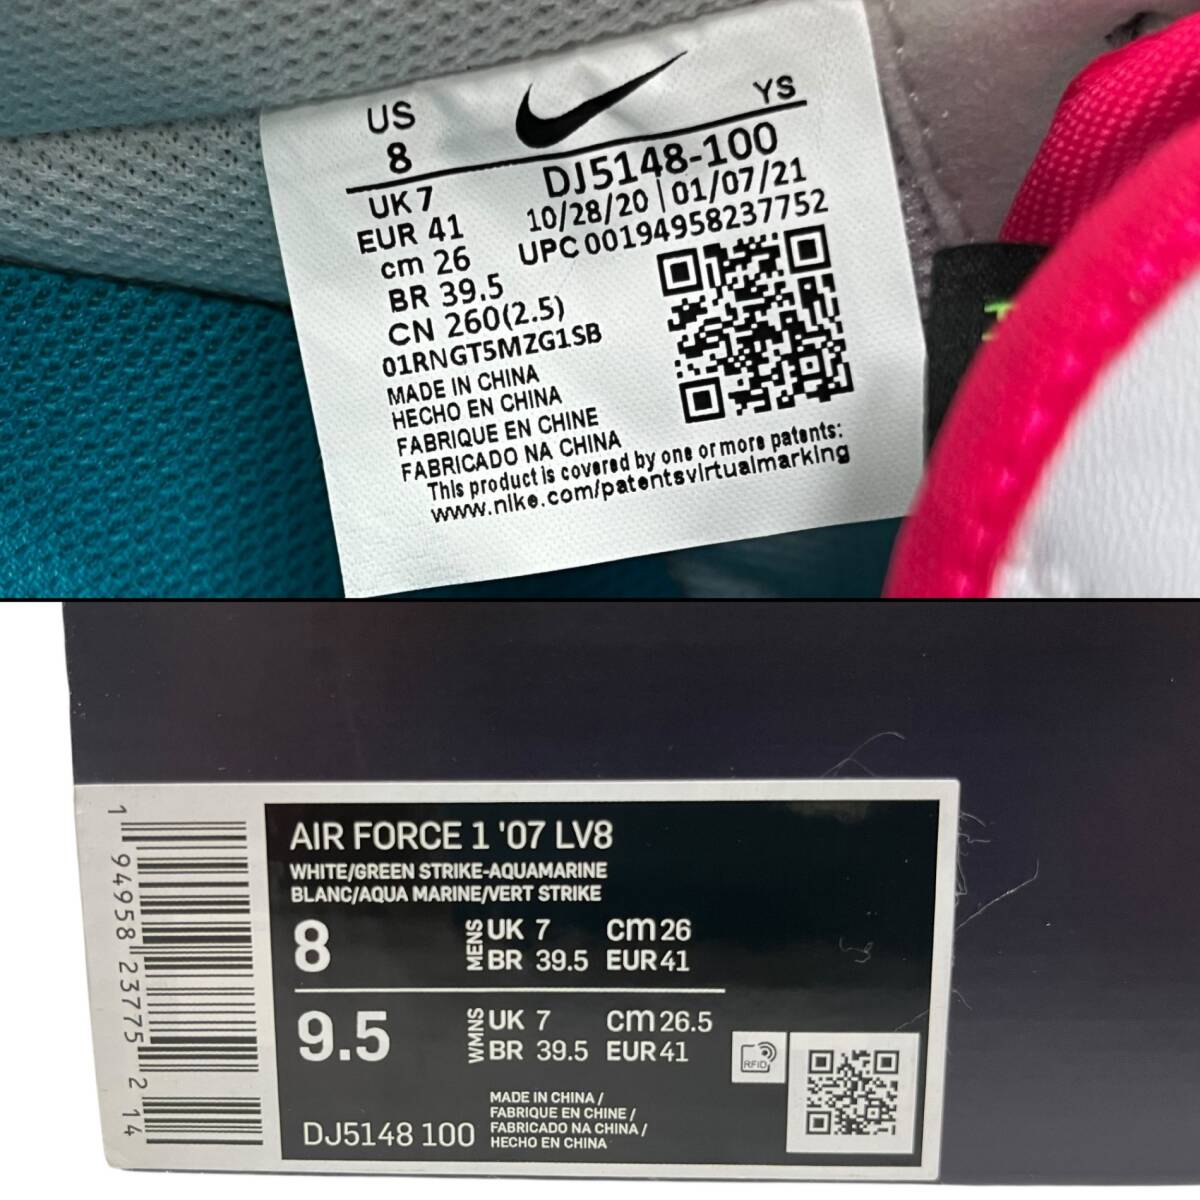 US
8
YS
UK 7
DJ5148-100
EUR 41
10/28/20 | 01/07/21
cm 26
UPC 00194958237752
BR 39.5
CN 260(2.5)
01RNGT5MZG1SB
MADE IN CHINA
HECHO EN CHINA
FABRIQUE EN CHINE
FABRICADO NA CHINA
This product is covered by one or more patents:
www.nike.com/patentsvirtualmarking
1 94958 23775 2 14
AIR FORCE 1 '07 LV8
WHITE/GREEN STRIKE-AQUAMARINE
BLANC/AQUA MARINE/VERT STRIKE
8 MENS UK 7 cm 26
BR 39.5 EUR 41
9.5 WMNS UK 7 cm 26.5
BR 39.5 EUR 41
RFID
DJ5148 100
MADE IN CHINA /
FABRIQUE EN CHINE /
FABRICADO NA CHINA /
HECHO EN CHINA